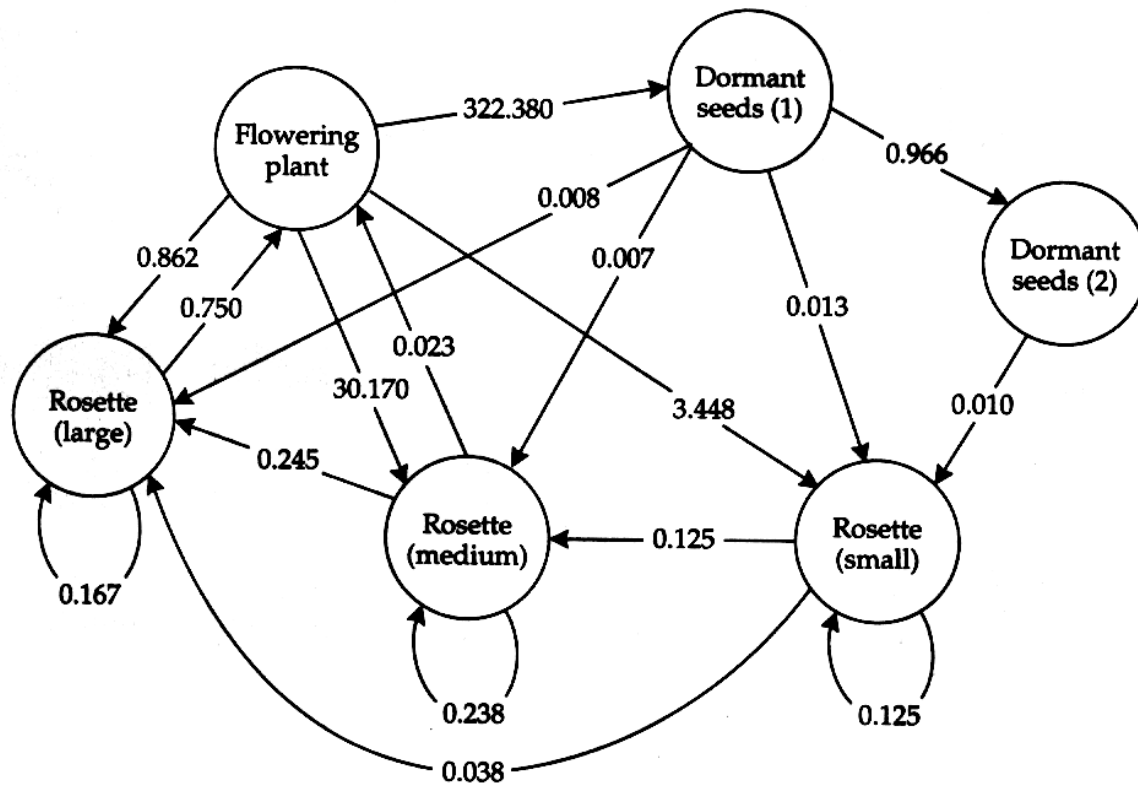 Dormant
seeds (1)
322.380
Flowering
plant
0.966
0.008
Dormant
seeds (2)
0.862
0.007
0.750
0.013
0.023
30.170
3.448
0.010
Rosette
(large)
0.245
Rosette
(medium)
0.125
Rosette
(small)
0.167
0.238
0.125
0.038